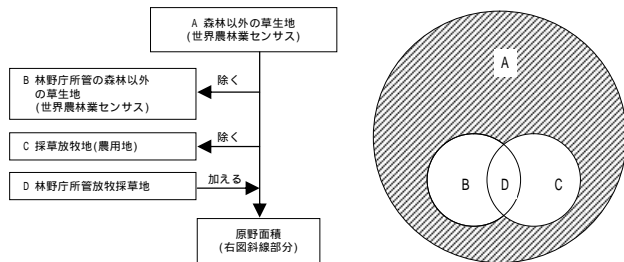 A 森林以外の草生地
(世界農林業センサス)
B 林野庁所管の森林以外
の草生地
(世界農林業センサス)
除く
C 採草放牧地(農用地)
除く
D 林野庁所管放牧採草地
加える
原野面積
(右図斜線部分)
A
B
D
C